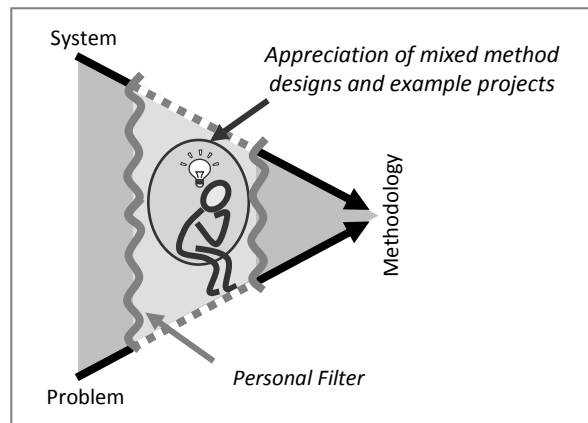 System
Appreciation of mixed method
designs and example projects
Methodology
Personal Filter
Problem